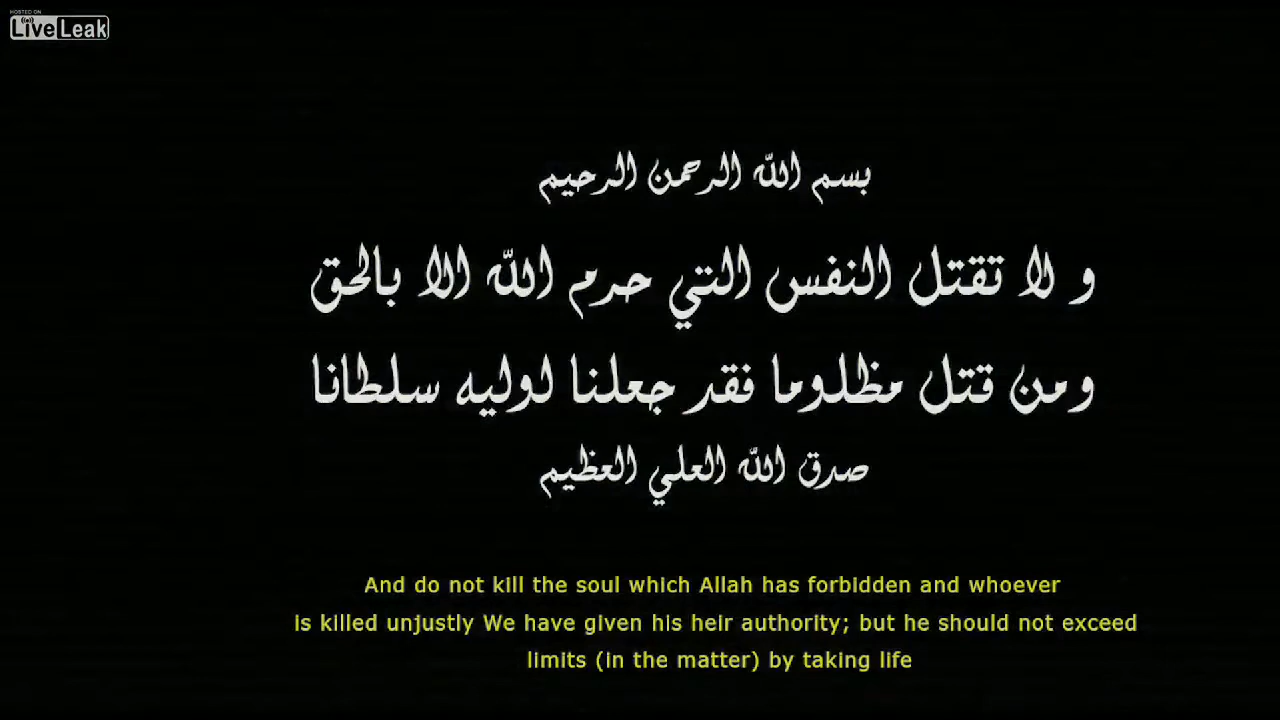 HOSTED ON
LiveLeak
بسم الله الرحمن الرحيم
و لا تقتل النفس التي حرم الله الا بالحق
ومن قتل مظلوما فقد جعلنا لوليه سلطانا
صدق الله العلي العظيم
And do not kill the soul which Allah has forbidden and whoever
is killed unjustly We have given his heir authority; but he should not exceed
limits (in the matter) by taking life